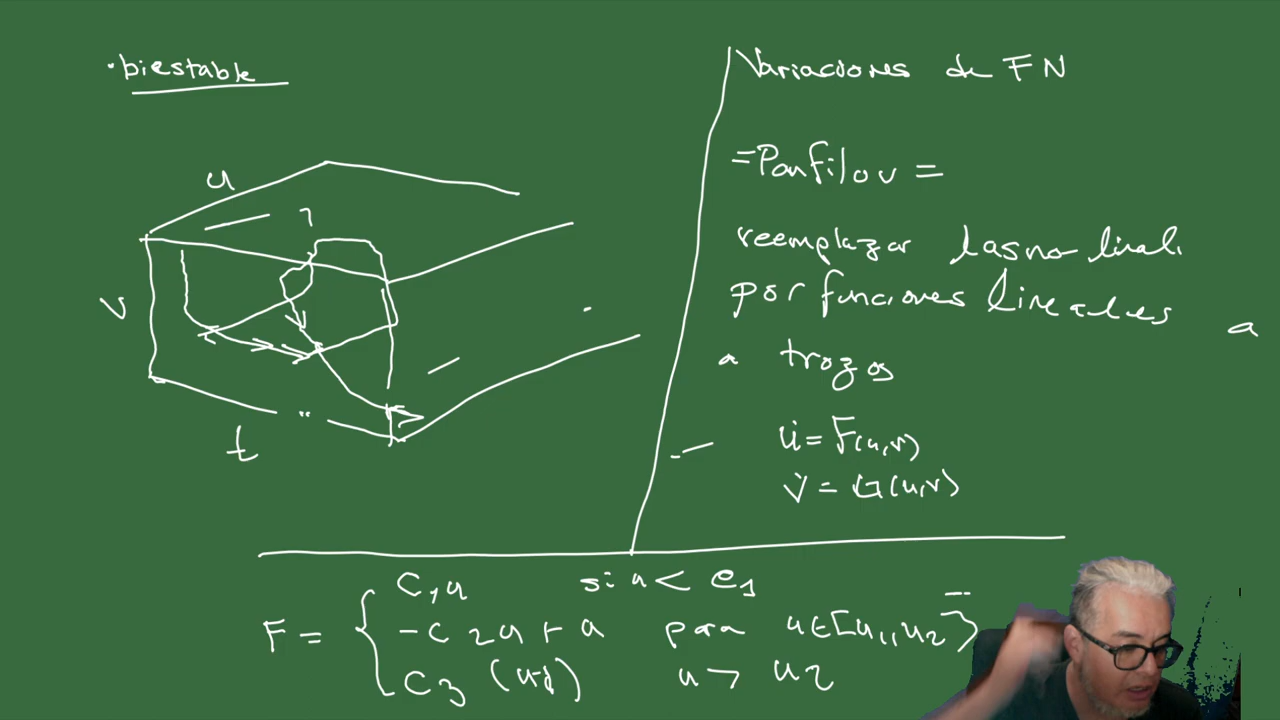 · biestable
u
v
t
Variaciones de FN
= Panfilov =
reemplazar las no lineali.
por funciones lineales a
a trozos
u̇ = F(u,v)
v̇ = G(u,v)
F = { C₁u si u < e₁
-C₂u + a para u ∈ [u₁, u₂]
C₃ (u-1) u > u₂